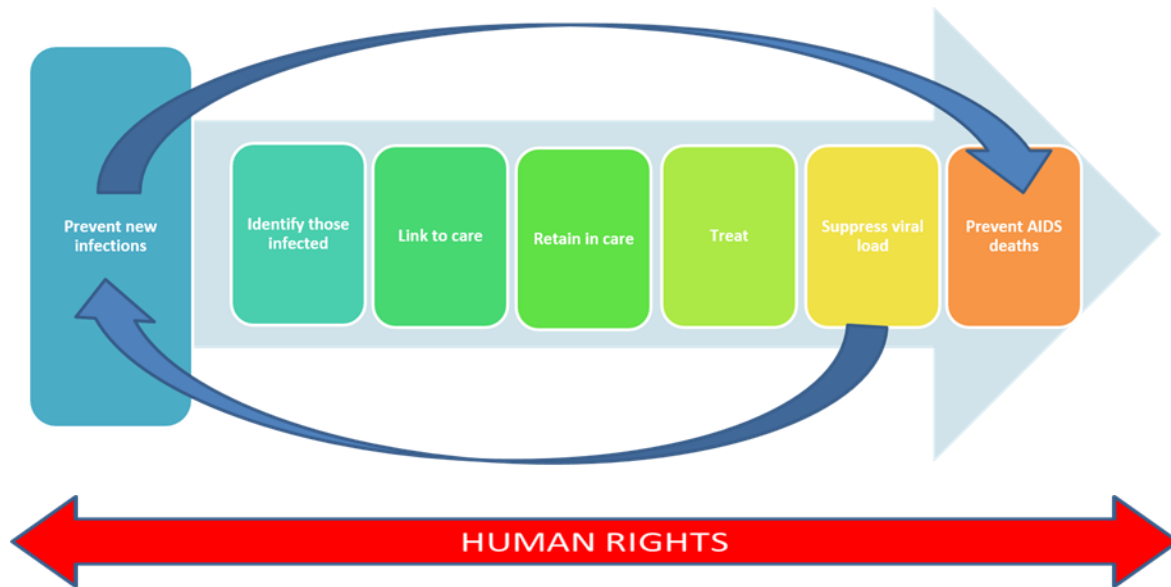 Prevent new
infections
Identify those
infected
Link to care
Retain in care
Treat
Suppress viral
load
Prevent AIDS
deaths
HUMAN RIGHTS